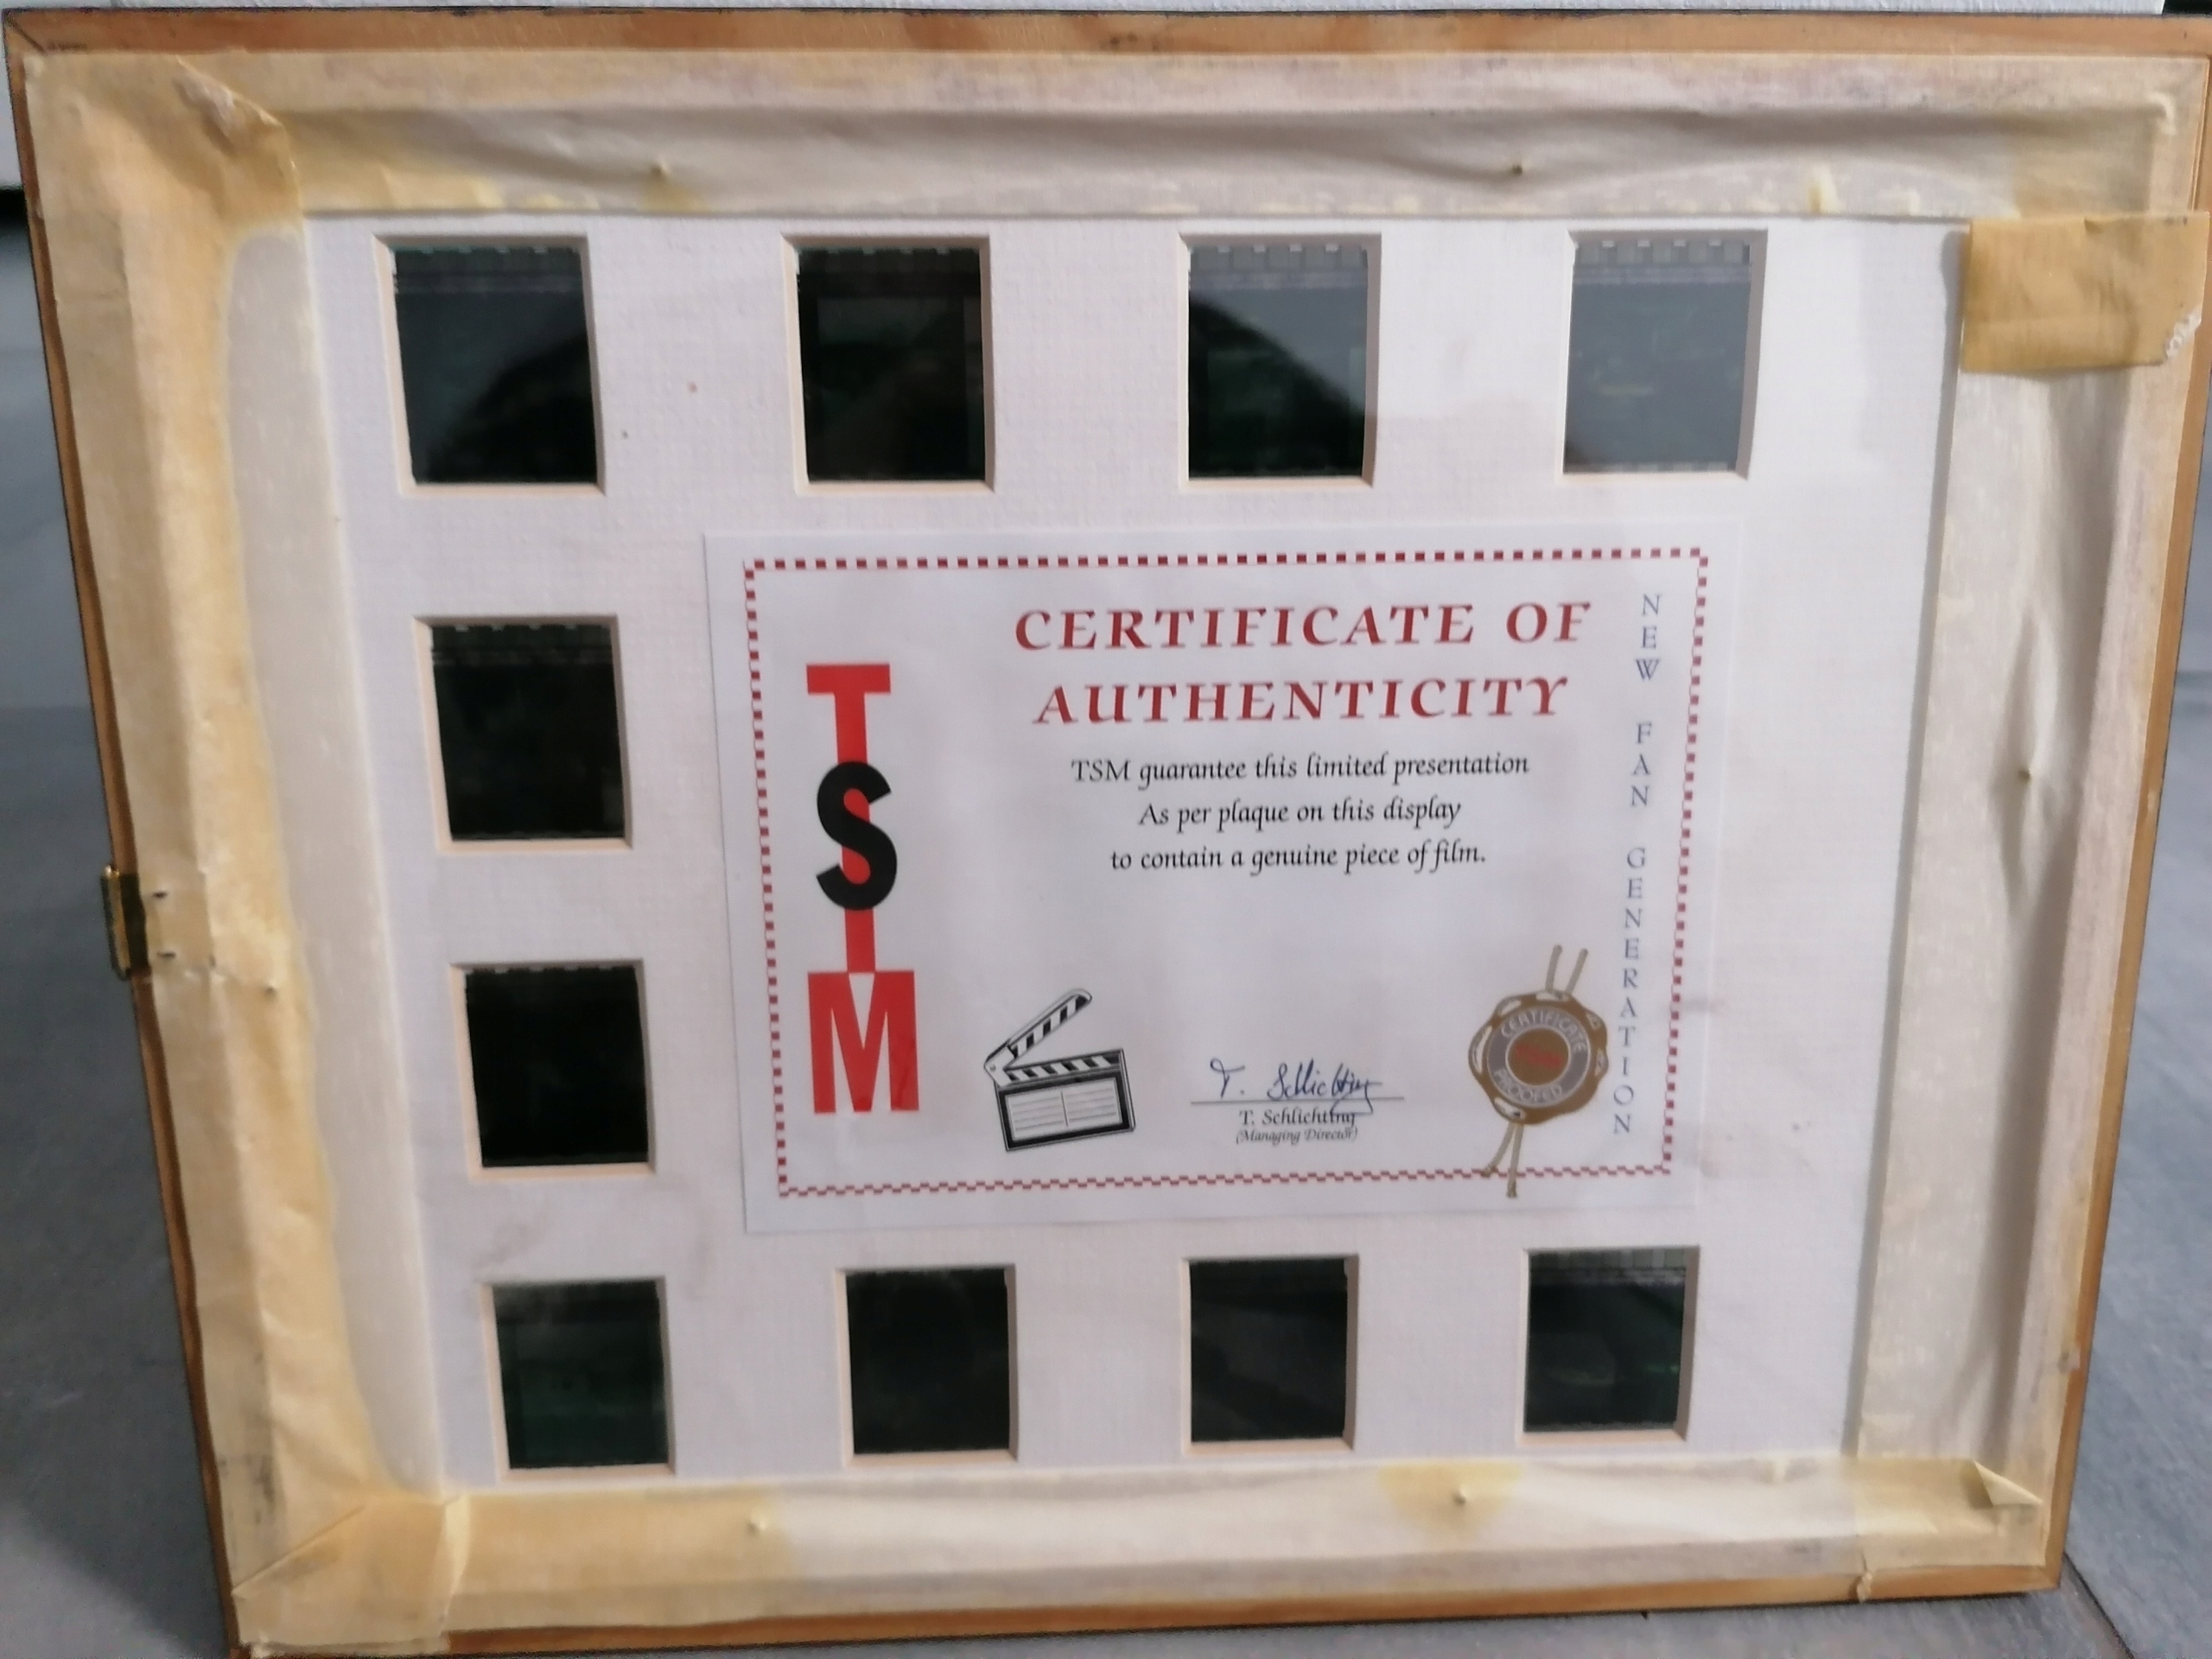 CERTIFICATE OF
AUTHENTICITY
TSM guarantee this limited presentation
As per plaque on this display
to contain a genuine piece of film.
TSM
T. Schlichting
T. Schlichting
(Managing Director)
CERTIFICATE
PROOFED
NEW FAN GENERATION